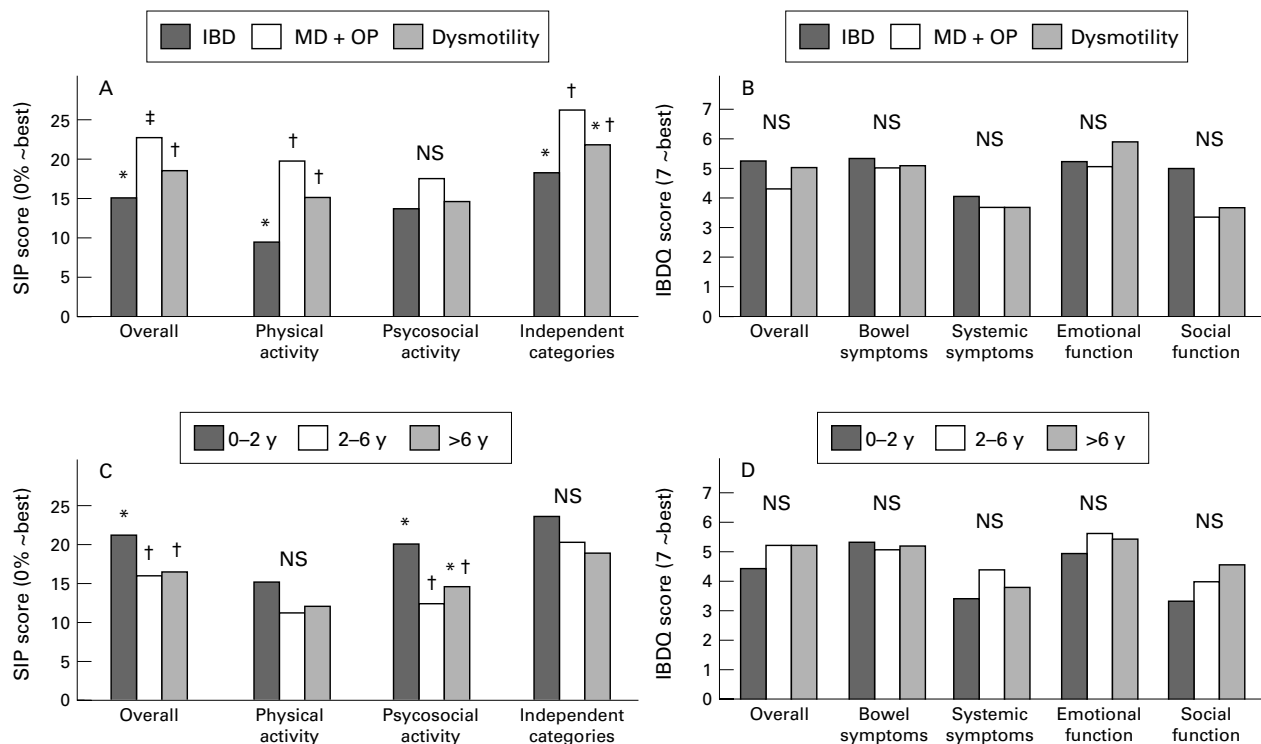 IBD MD + OP Dysmotility
A
SIP score (0% ~best)
25
20
15
10
5
0
* ‡ †
* † †
NS
* † * †
Overall
Physical
activity
Psycosocial
activity
Independent
categories
IBD MD + OP Dysmotility
B
IBDQ score (7 ~best)
7
6
5
4
3
2
1
0
NS
NS
NS
NS
NS
Overall
Bowel
symptoms
Systemic
symptoms
Emotional
function
Social
function
0–2 y 2–6 y >6 y
C
SIP score (0% ~best)
25
20
15
10
5
0
* † †
NS
* † * †
NS
Overall
Physical
activity
Psycosocial
activity
Independent
categories
0–2 y 2–6 y >6 y
D
IBDQ score (7 ~best)
7
6
5
4
3
2
1
0
NS
NS
NS
NS
NS
Overall
Bowel
symptoms
Systemic
symptoms
Emotional
function
Social
function